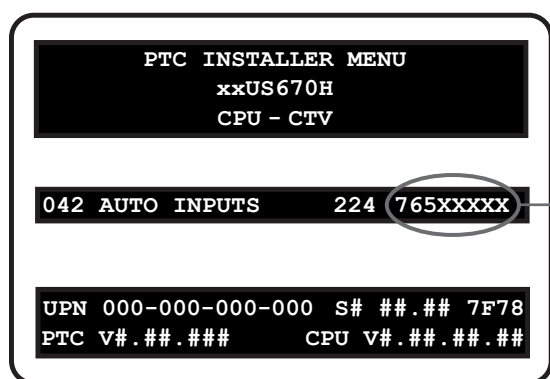 PTC INSTALLER MENU
xxUS670H
CPU – CTV
042 AUTO INPUTS 224 765XXXXX
UPN 000-000-000-000 S# ##.## 7F78
PTC V#.##.### CPU V#.##.##.##